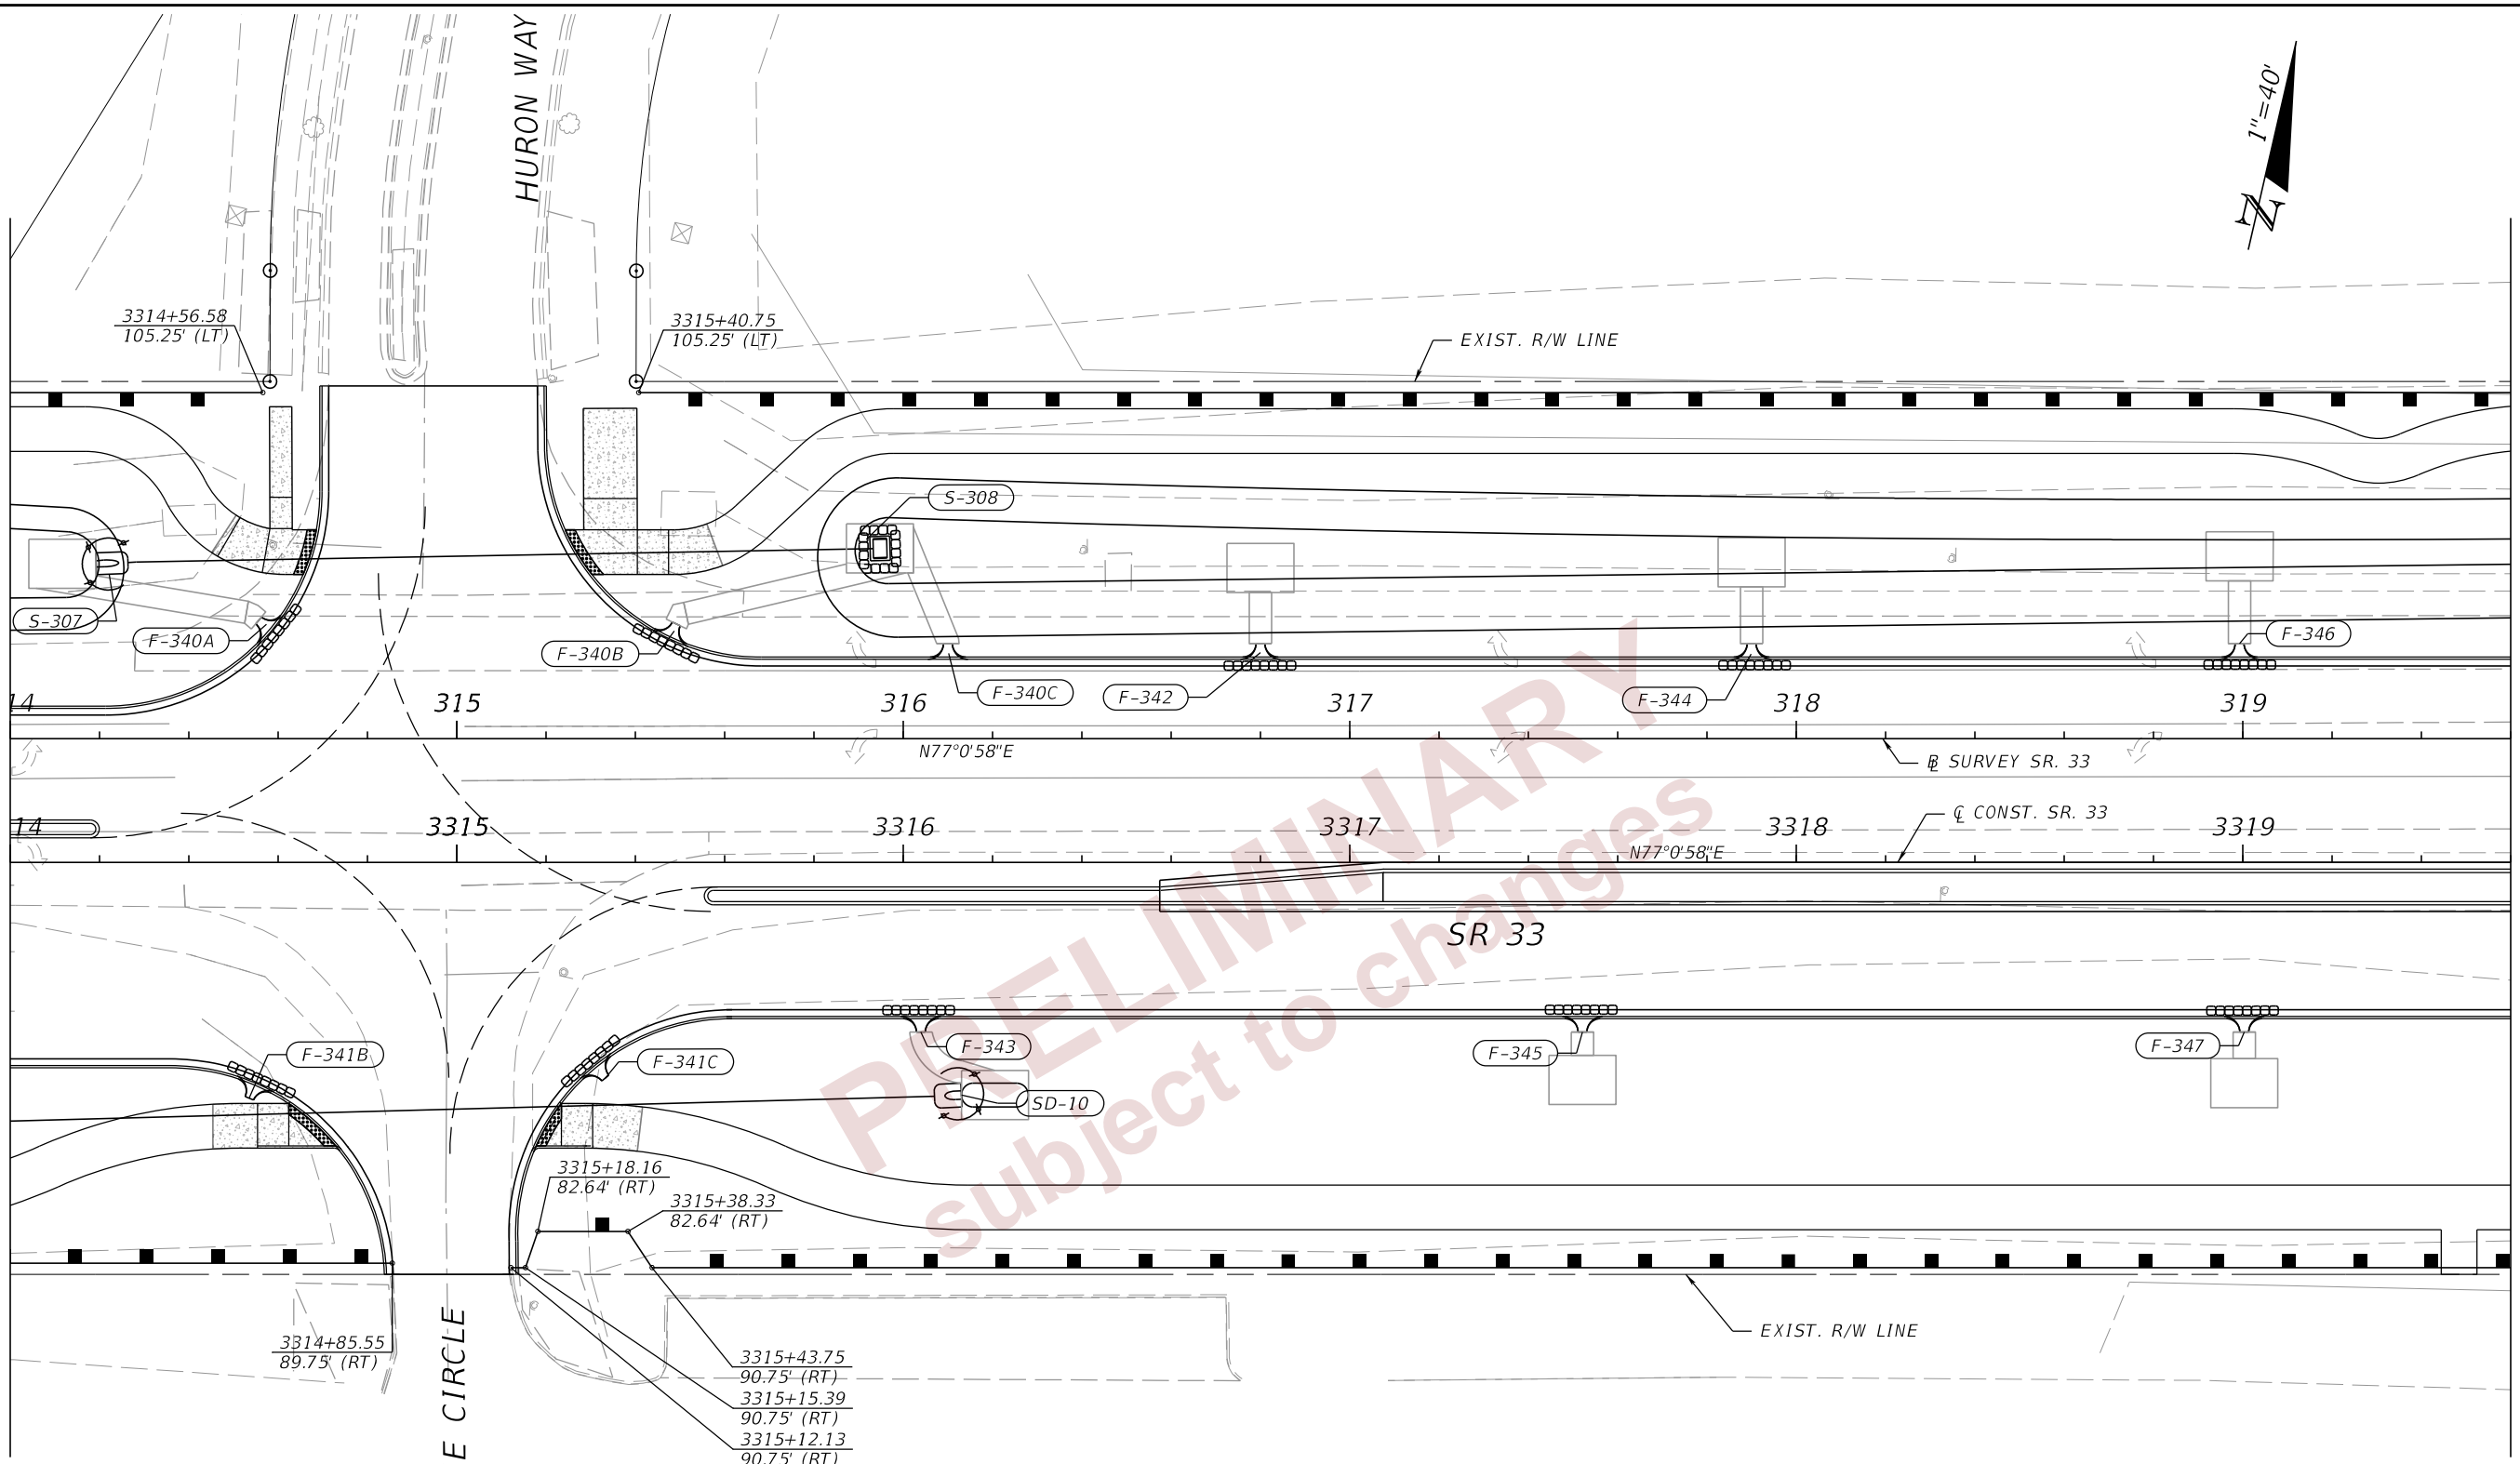 HURON WAY
1"=40'
N
3314+56.58
105.25' (LT)
3315+40.75
105.25' (LT)
EXIST. R/W LINE
S-308
S-307
F-340A
F-340B
F-340C
F-342
F-344
F-346
14
315
316
317
318
319
N77°0'58"E
BL SURVEY SR. 33
14
3315
3316
3317
3318
3319
CL CONST. SR. 33
N77°0'58"E
SR 33
PRELIMINARY
subject to changes
F-341B
F-341C
F-343
F-345
F-347
SD-10
3315+18.16
82.64' (RT)
3315+38.33
82.64' (RT)
3314+85.55
89.75' (RT)
E CIRCLE
EXIST. R/W LINE
3315+43.75
90.75' (RT)
3315+15.39
90.75' (RT)
3315+12.13
90.75' (RT)